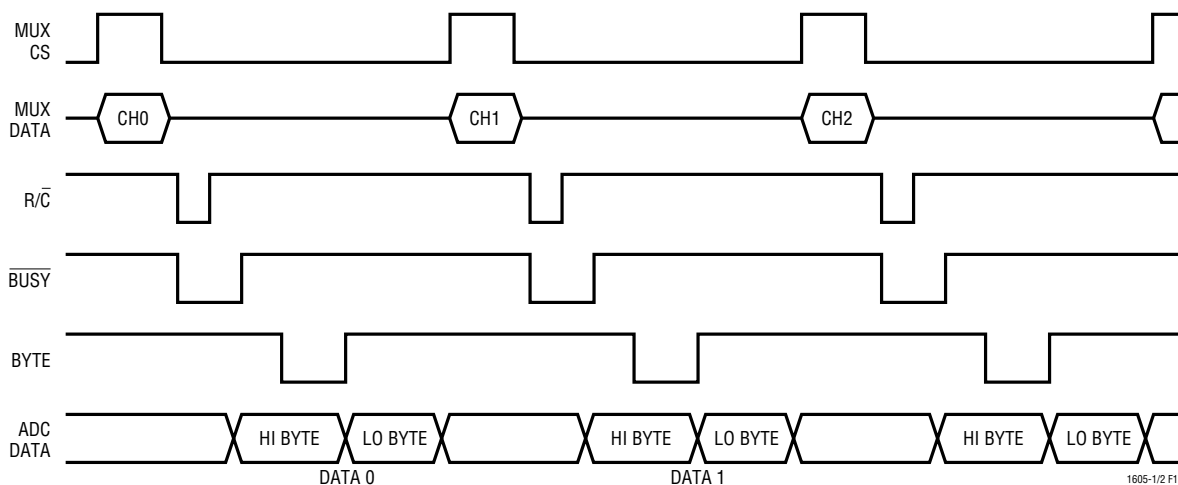 MUX
CS
MUX
DATA
CH0
CH1
CH2
R/C̅
B̅U̅S̅Y̅
BYTE
ADC
DATA
HI BYTE
LO BYTE
HI BYTE
LO BYTE
HI BYTE
LO BYTE
DATA 0
DATA 1
1605-1/2 F1